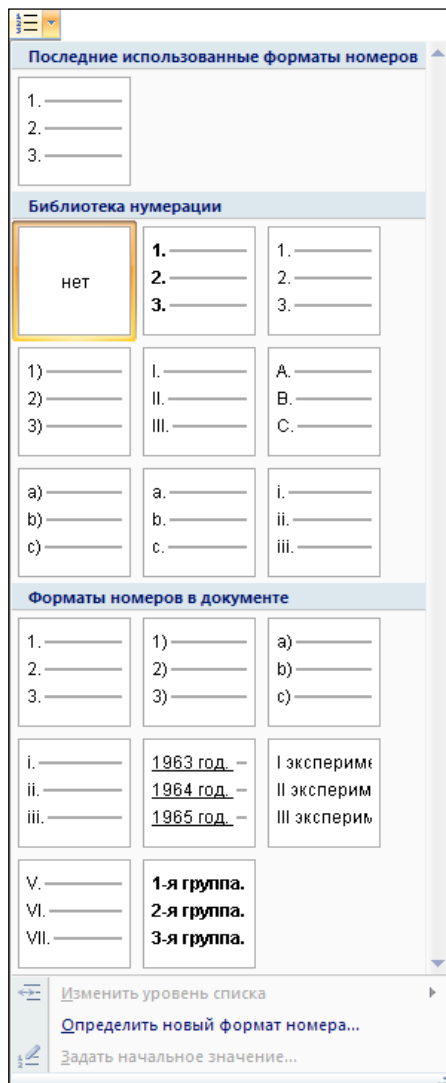 Последние использованные форматы номеров
1.
2.
3.
Библиотека нумерации
нет
1.
2.
3.
1.
2.
3.
1)
2)
3)
I.
II.
III.
A.
B.
C.
a)
b)
c)
a.
b.
c.
i.
ii.
iii.
Форматы номеров в документе
1.
2.
3.
1)
2)
3)
a)
b)
c)
i.
ii.
iii.
1963 год.
1964 год.
1965 год.
I экспериме
II эксперим
III эксперим
V.
VI.
VII.
1-я группа.
2-я группа.
3-я группа.
Изменить уровень списка
Определить новый формат номера...
Задать начальное значение...